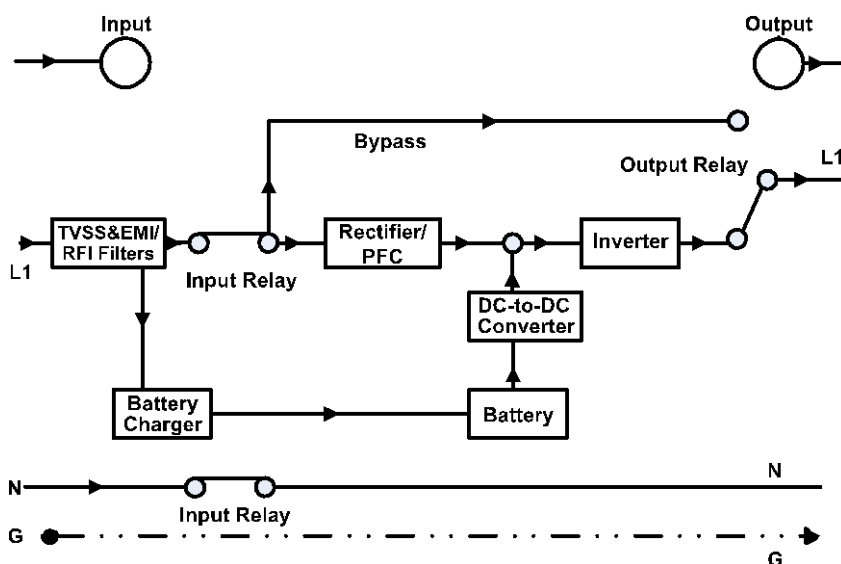 Input
Output
Bypass
Output Relay
L1
TVSS&EMI/
RFI Filters
L1
Input Relay
Rectifier/
PFC
Inverter
DC-to-DC
Converter
Battery
Charger
Battery
N
Input Relay
N
G
G